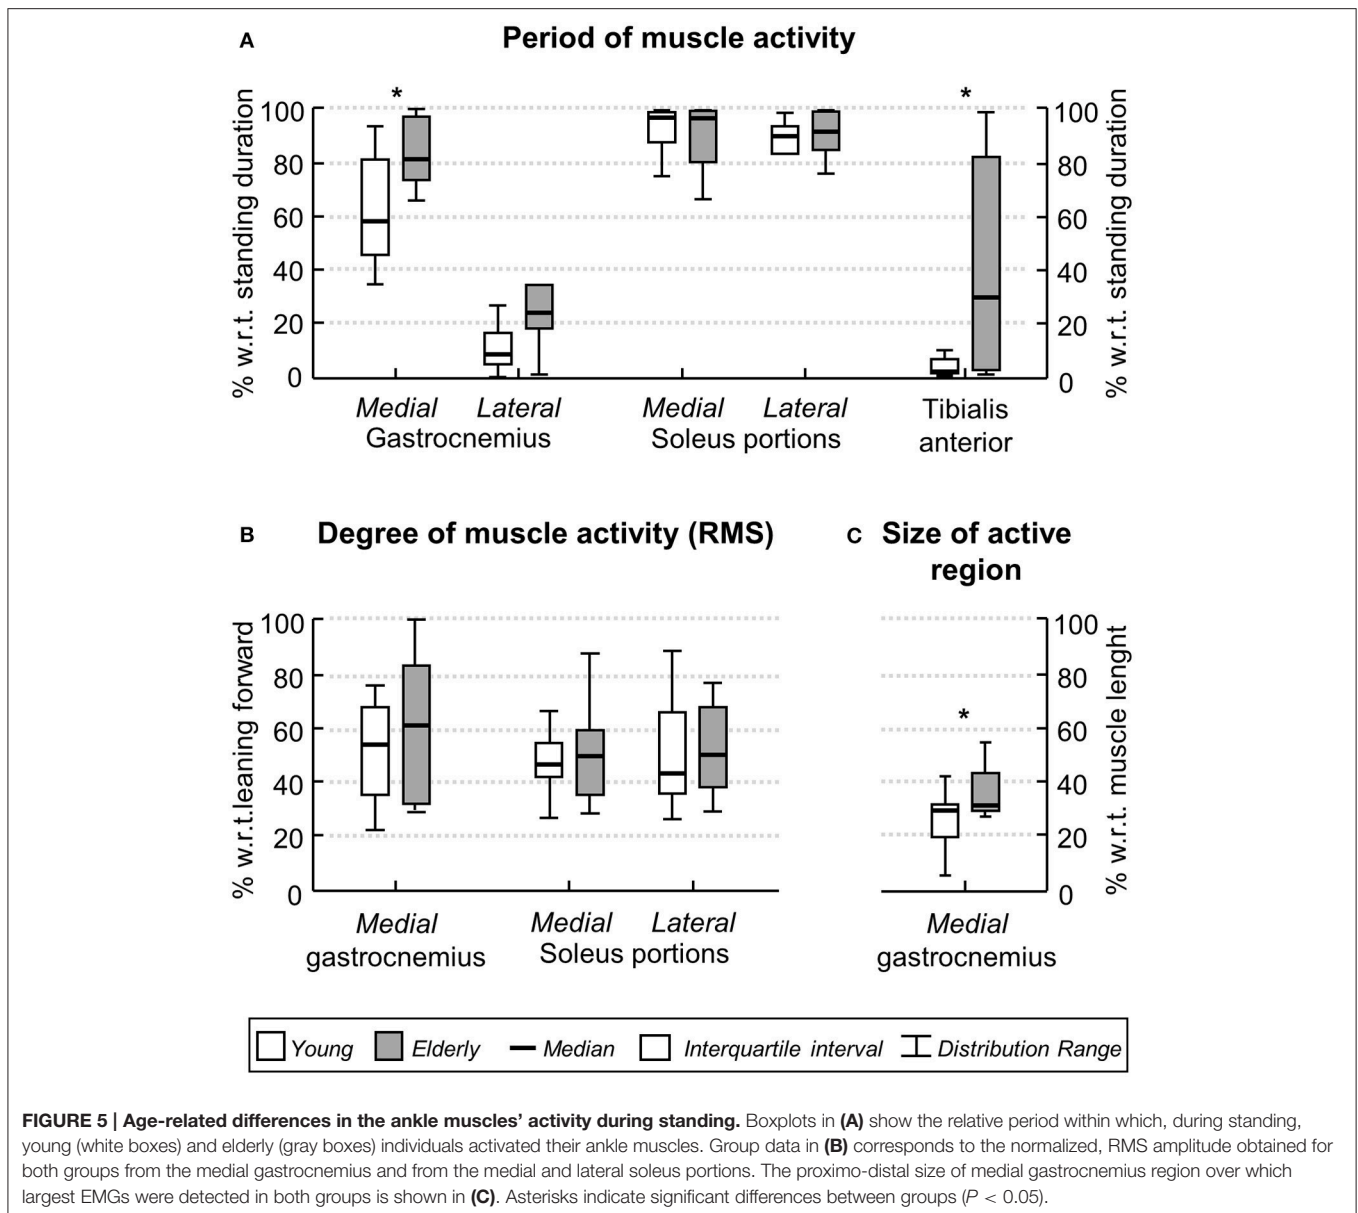 A Period of muscle activity
* *
% w.r.t. standing duration
100
80
60
40
20
0
100
80
60
40
20
0
% w.r.t. standing duration
Medial Lateral Medial Lateral Tibialis
Gastrocnemius Soleus portions anterior
B Degree of muscle activity (RMS)
C Size of active
region
% w.r.t.leaning forward
100
80
60
40
20
0
*
100
80
60
40
20
0
% w.r.t. muscle lenght
Medial Medial Lateral Medial
gastrocnemius Soleus portions gastrocnemius
Young Elderly Median Interquartile interval Distribution Range
FIGURE 5 | Age-related differences in the ankle muscles' activity during standing. Boxplots in (A) show the relative period within which, during standing,
young (white boxes) and elderly (gray boxes) individuals activated their ankle muscles. Group data in (B) corresponds to the normalized, RMS amplitude obtained for
both groups from the medial gastrocnemius and from the medial and lateral soleus portions. The proximo-distal size of medial gastrocnemius region over which
largest EMGs were detected in both groups is shown in (C). Asterisks indicate significant differences between groups (P < 0.05).